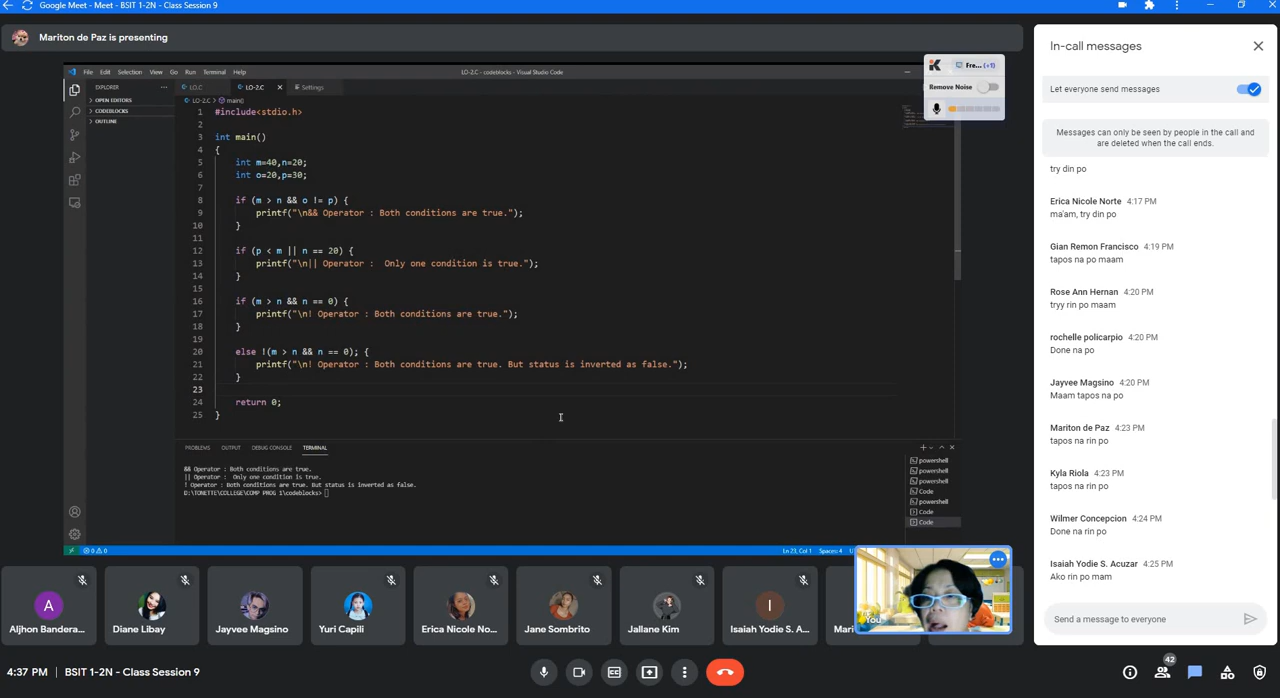 Google Meet - Meet - BSIT 1-2N - Class Session 9
Mariton de Paz is presenting
File Edit Selection View Go Run Terminal Help
LO-2.C - codeblocks - Visual Studio Code
EXPLORER
OPEN EDITORS
CODEBLOCKS
OUTLINE
LO.C
LO-2.C
Settings
LO-2.C > main()
1 #include<stdio.h>
2
3 int main()
4 {
5 int m=40,n=20;
6 int o=20,p=30;
7
8 if (m > n && o != p) {
9 printf("\n&& Operator : Both conditions are true.");
10 }
11
12 if (p < m || n == 20) {
13 printf("\n|| Operator :  Only one condition is true.");
14 }
15
16 if (m > n && n == 0) {
17 printf("\n! Operator : Both conditions are true.");
18 }
19
20 else !(m > n && n == 0); {
21 printf("\n! Operator : Both conditions are true. But status is inverted as false.");
22 }
23
24 return 0;
25 }
PROBLEMS OUTPUT DEBUG CONSOLE TERMINAL
&& Operator : Both conditions are true.
|| Operator :  Only one condition is true.
! Operator : Both conditions are true. But status is inverted as false.
D:\TONETTE\COLLEGE\COMP PROG 1\codeblocks>
powershell
powershell
powershell
Code
powershell
Code
Code
0 0
Ln 23, Col 1 Spaces: 4
Fre... (+1)
Remove Noise
In-call messages
Let everyone send messages
Messages can only be seen by people in the call and
are deleted when the call ends.
try din po
Erica Nicole Norte 4:17 PM
ma'am, try din po
Gian Remon Francisco 4:19 PM
tapos na po maam
Rose Ann Hernan 4:20 PM
tryy rin po maam
rochelle policarpio 4:20 PM
Done na po
Jayvee Magsino 4:20 PM
Maam tapos na po
Mariton de Paz 4:23 PM
tapos na rin po
Kyla Riola 4:23 PM
tapos na rin po
Wilmer Concepcion 4:24 PM
Done na rin po
Isaiah Yodie S. Acuzar 4:25 PM
Ako rin po mam
Send a message to everyone
A
Aljhon Bandera...
Diane Libay
Jayvee Magsino
Yuri Capili
Erica Nicole No...
Jane Sombrito
Jallane Kim
I
Isaiah Yodie S. A...
Mari
You
4:37 PM | BSIT 1-2N - Class Session 9
42